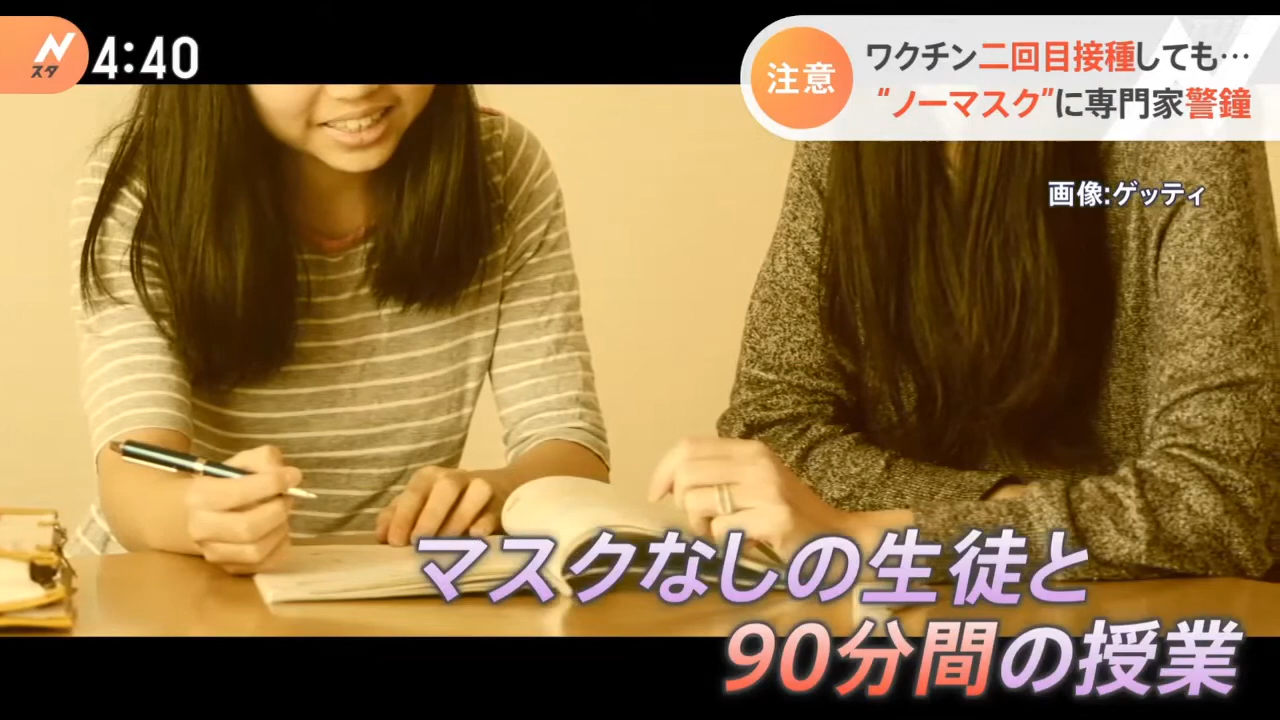 Nスタ
4:40
注意
ワクチン二回目接種しても…
“ノーマスク”に専門家警鐘
画像:ゲッティ
マスクなしの生徒と
90分間の授業